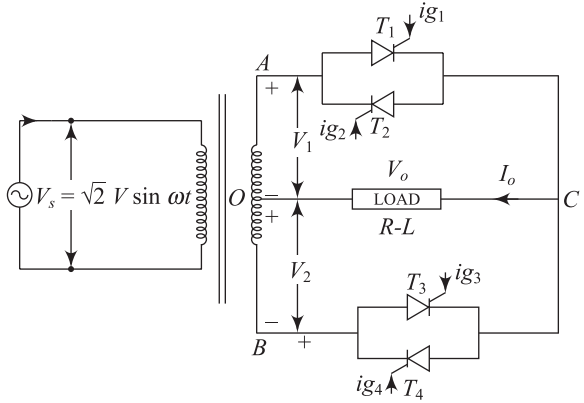 ig1
T1
A
+
ig2
T2
V1
Vo
Io
Vs = √2 V sin ωt
O
−
+
LOAD
C
R-L
V2
T3
ig3
−
B
+
ig4
T4